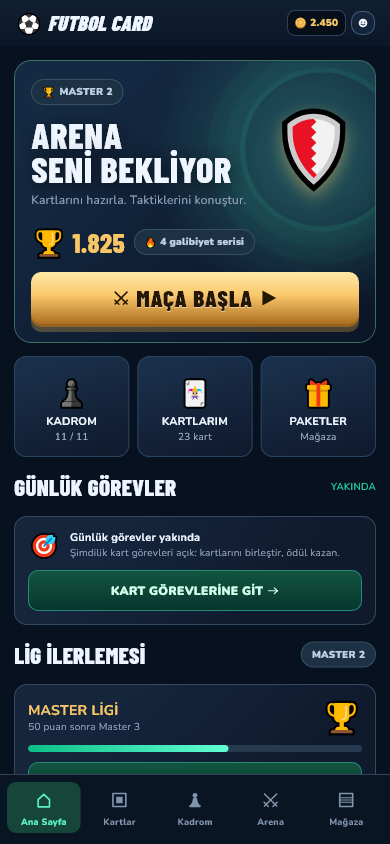 FUTBOL CARD
2.450
MASTER 2
ARENA
SENİ BEKLİYOR
Kartlarını hazırla. Taktiklerini konuştur.
1.825
4 galibiyet serisi
MAÇA BAŞLA
KADROM
11 / 11
KARTLARIM
23 kart
PAKETLER
Mağaza
GÜNLÜK GÖREVLER
YAKINDA
Günlük görevler yakında
Şimdilik kart görevleri açık: kartlarını birleştir, ödül kazan.
KART GÖREVLERİNE GİT →
LİG İLERLEMESİ
MASTER 2
MASTER LİGİ
50 puan sonra Master 3
Ana Sayfa
Kartlar
Kadrom
Arena
Mağaza